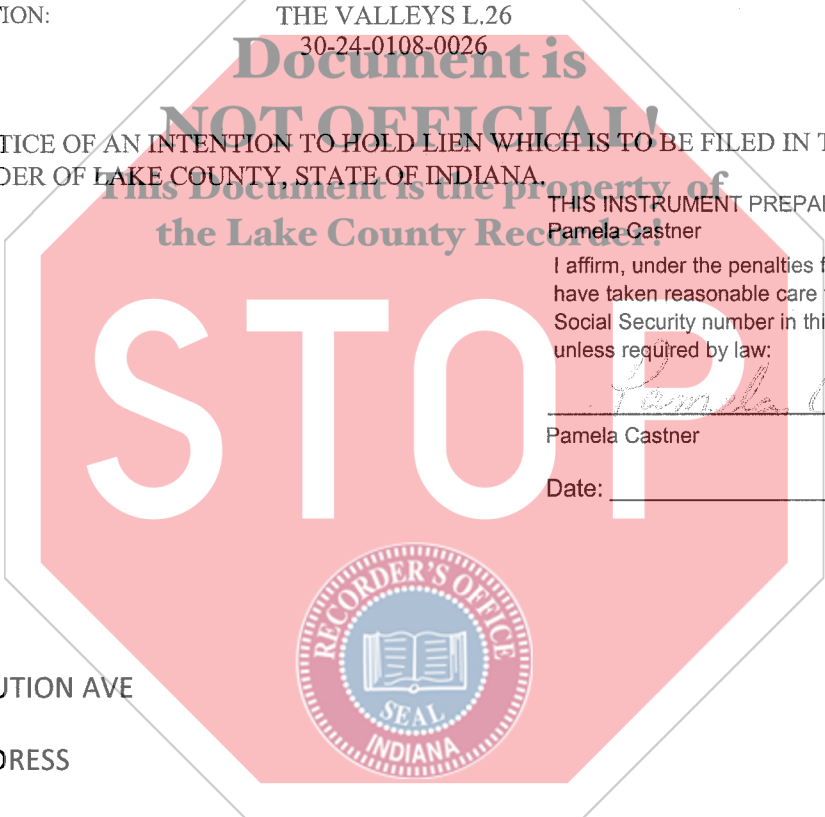 TION:
THE VALLEYS L.26
30-24-0108-0026
Document is
NOT OFFICIAL!
TICE OF AN INTENTION TO HOLD LIEN WHICH IS TO BE FILED IN T
DER OF LAKE COUNTY, STATE OF INDIANA.
This Document is the property of
the Lake County Recorder!
THIS INSTRUMENT PREPA
Pamela Castner
I affirm, under the penalties f
have taken reasonable care
Social Security number in thi
unless required by law:
Pamela
Pamela Castner
Date:
STOP
RECORDER'S OFFICE
SEAL
INDIANA
UTION AVE
DRESS